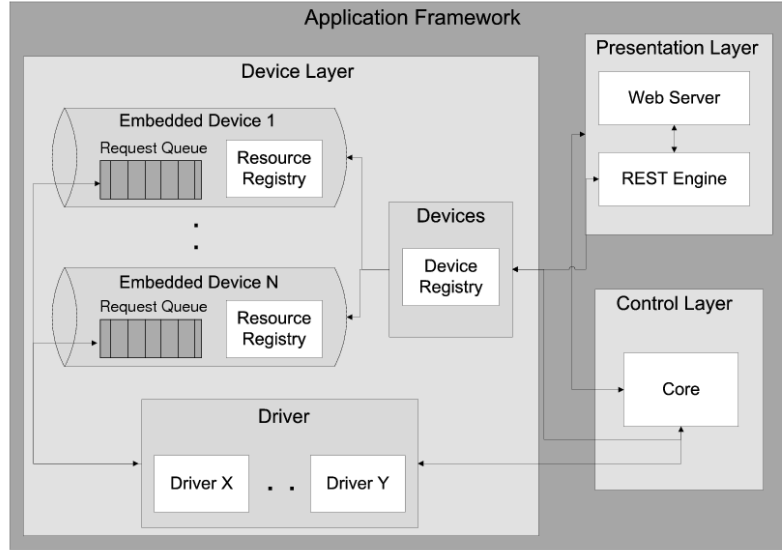 Application Framework
Device Layer
Embedded Device 1
Request Queue
Resource
Registry
Embedded Device N
Request Queue
Resource
Registry
Devices
Device
Registry
Driver
Driver X
. .
Driver Y
Presentation Layer
Web Server
REST Engine
Control Layer
Core